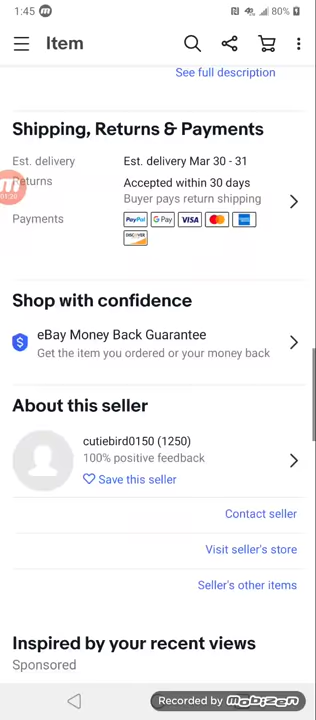 1:45 80%
Item
See full description
Shipping, Returns & Payments
Est. delivery Est. delivery Mar 30 - 31
Returns Accepted within 30 days
Buyer pays return shipping
01:20
Payments PayPal G Pay VISA
DISCOVER
Shop with confidence
eBay Money Back Guarantee
Get the item you ordered or your money back
About this seller
cutiebird0150 (1250)
100% positive feedback
Save this seller
Contact seller
Visit seller's store
Seller's other items
Inspired by your recent views
Sponsored
Recorded by mobizen